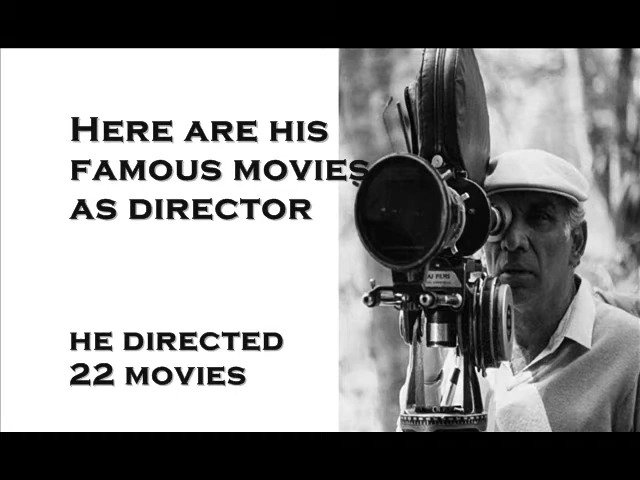 Here are his
famous movies
as director
he directed
22 movies